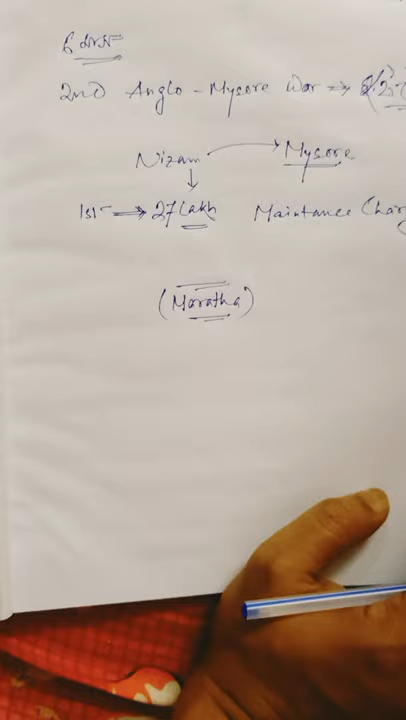 2nd Anglo - Mysore War ⇒
Nizam → Mysore
↓
1st ⇒ 27 Lakh Maintance
(Maratha)